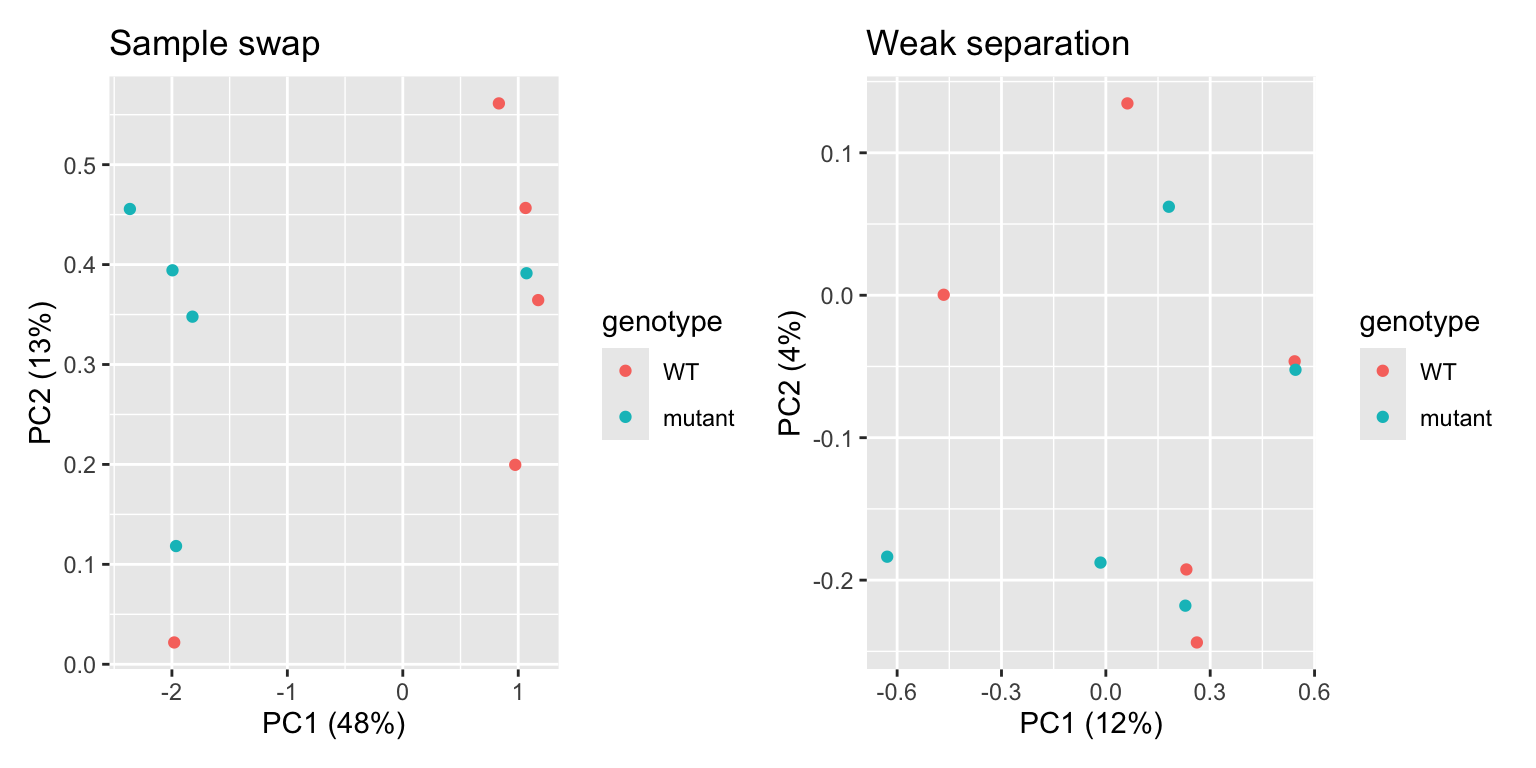 Sample swap
0.5
0.4
0.3
0.2
0.1
0.0
PC2 (13%)
-2 -1 0 1
PC1 (48%)
genotype
WT
mutant
Weak separation
0.1
0.0
-0.1
-0.2
PC2 (4%)
-0.6 -0.3 0.0 0.3 0.6
PC1 (12%)
genotype
WT
mutant